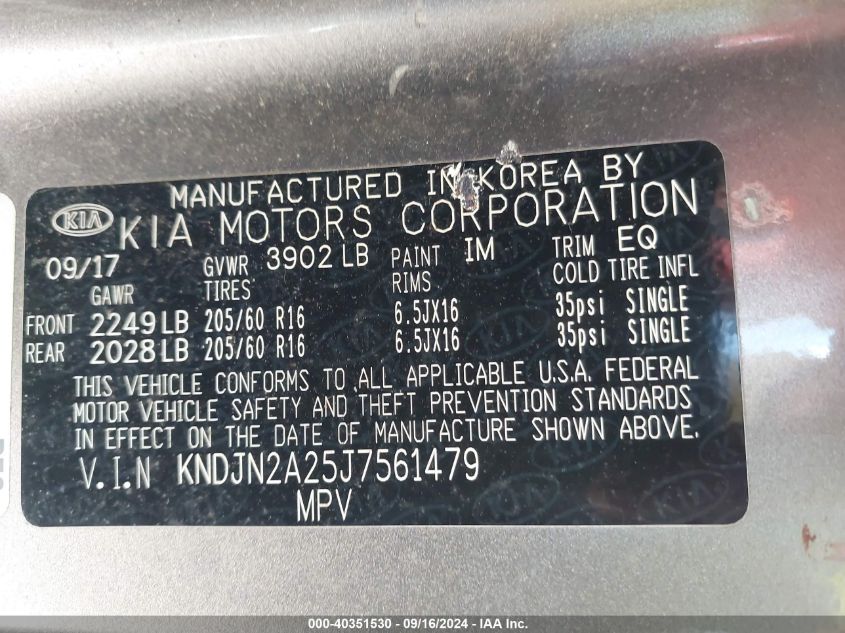 MANUFACTURED IN KOREA BY
KIA KIA MOTORS CORPORATION
09/17 GVWR 3902 LB PAINT IM TRIM EQ
GAWR TIRES RIMS COLD TIRE INFL
FRONT 2249 LB 205/60 R16 6.5JX16 35psi SINGLE
REAR 2028 LB 205/60 R16 6.5JX16 35psi SINGLE
THIS VEHICLE CONFORMS TO ALL APPLICABLE U.S.A. FEDERAL
MOTOR VEHICLE SAFETY AND THEFT PREVENTION STANDARDS
IN EFFECT ON THE DATE OF MANUFACTURE SHOWN ABOVE.
V.I.N KNDJN2A25J7561479
MPV
000-40351530 - 09/16/2024 - IAA Inc.